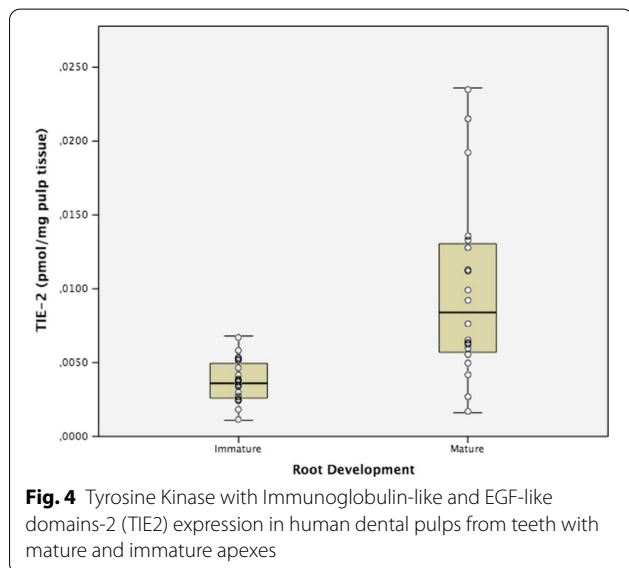 TIE-2 (pmol/mg pulp tissue)
,0250
,0200
,0150
,0100
,0050
,0000
Immature
Mature
Root Development
Fig. 4 Tyrosine Kinase with Immunoglobulin-like and EGF-like
domains-2 (TIE2) expression in human dental pulps from teeth with
mature and immature apexes